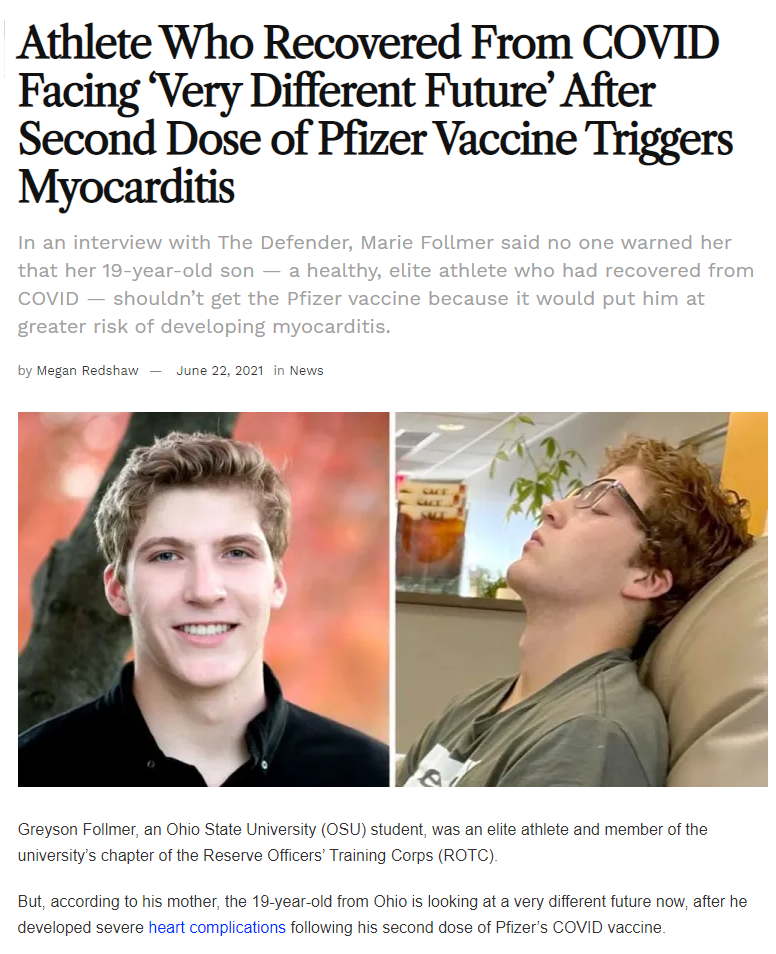 Athlete Who Recovered From COVID
Facing ‘Very Different Future’ After
Second Dose of Pfizer Vaccine Triggers
Myocarditis
In an interview with The Defender, Marie Follmer said no one warned her
that her 19-year-old son — a healthy, elite athlete who had recovered from
COVID — shouldn’t get the Pfizer vaccine because it would put him at
greater risk of developing myocarditis.
by Megan Redshaw — June 22, 2021 in News
Greyson Follmer, an Ohio State University (OSU) student, was an elite athlete and member of the
university’s chapter of the Reserve Officers’ Training Corps (ROTC).
But, according to his mother, the 19-year-old from Ohio is looking at a very different future now, after he
developed severe heart complications following his second dose of Pfizer’s COVID vaccine.